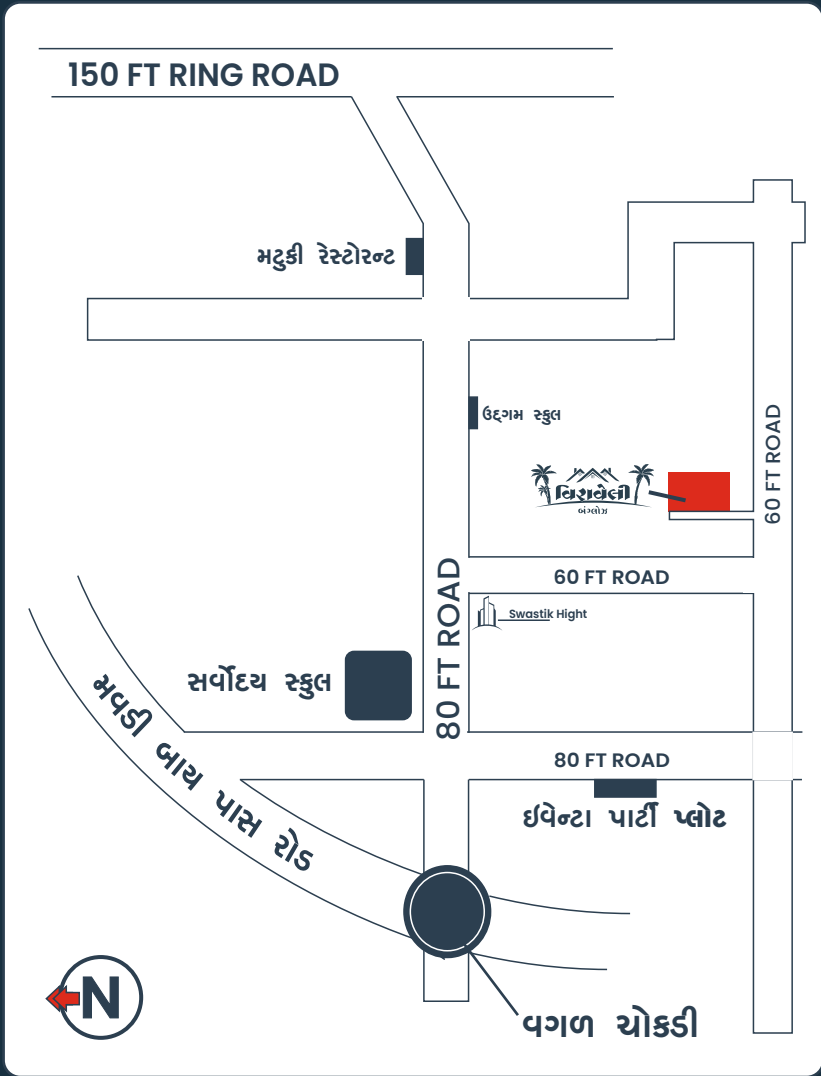 150 FT RING ROAD
મટુકી રેસ્ટોરન્ટ
ઉદ્દગમ સ્કુલ
વિરાવેલી
બંગ્લોઝ
60 FT ROAD
60 FT ROAD
Swastik Hight
80 FT ROAD
સર્વોદય સ્કુલ
મવડી બાય પાસ રોડ
80 FT ROAD
ઈવેન્ટા પાર્ટી પ્લોટ
N
વગળ ચોકડી